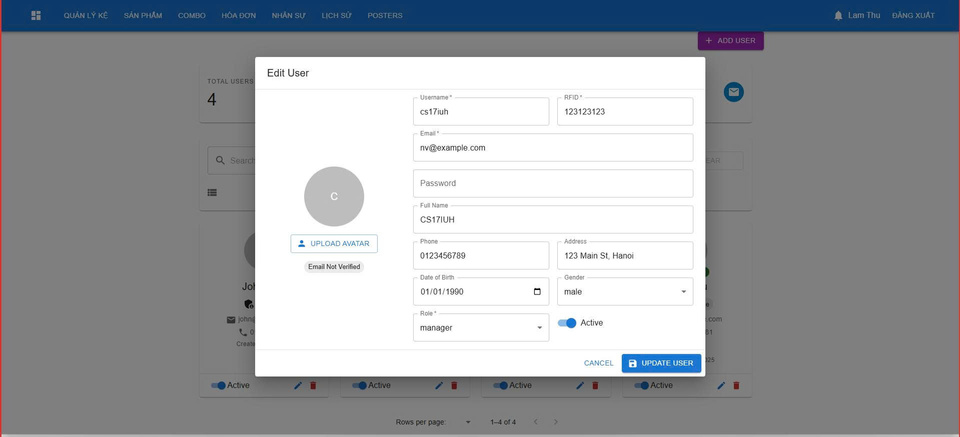 QUẢN LÝ KỆ SẢN PHẨM COMBO HÓA ĐƠN NHÂN SỰ LỊCH SỬ POSTERS Lam Thu ĐĂNG XUẤT
+ ADD USER
TOTAL USERS
4
Search
Edit User
C
UPLOAD AVATAR
Email Not Verified
Username *
cs17iuh
RFID *
123123123
Email *
nv@example.com
Password
Full Name
CS17IUH
Phone
0123456789
Address
123 Main St, Hanoi
Date of Birth
01/01/1990
Gender
male
Role *
manager
Active
CANCEL UPDATE USER
Active Active Active Active
Rows per page: 1–4 of 4